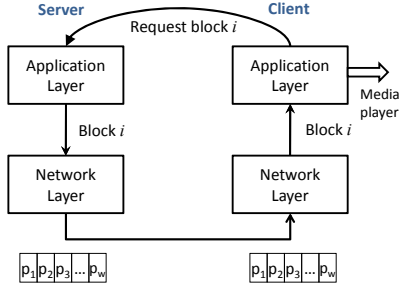 Server
Client
Request block i
Application
Layer
Application
Layer
Media
player
Block i
Block i
Network
Layer
Network
Layer
p1 p2 p3 ... pw
p1 p2 p3 ... pw